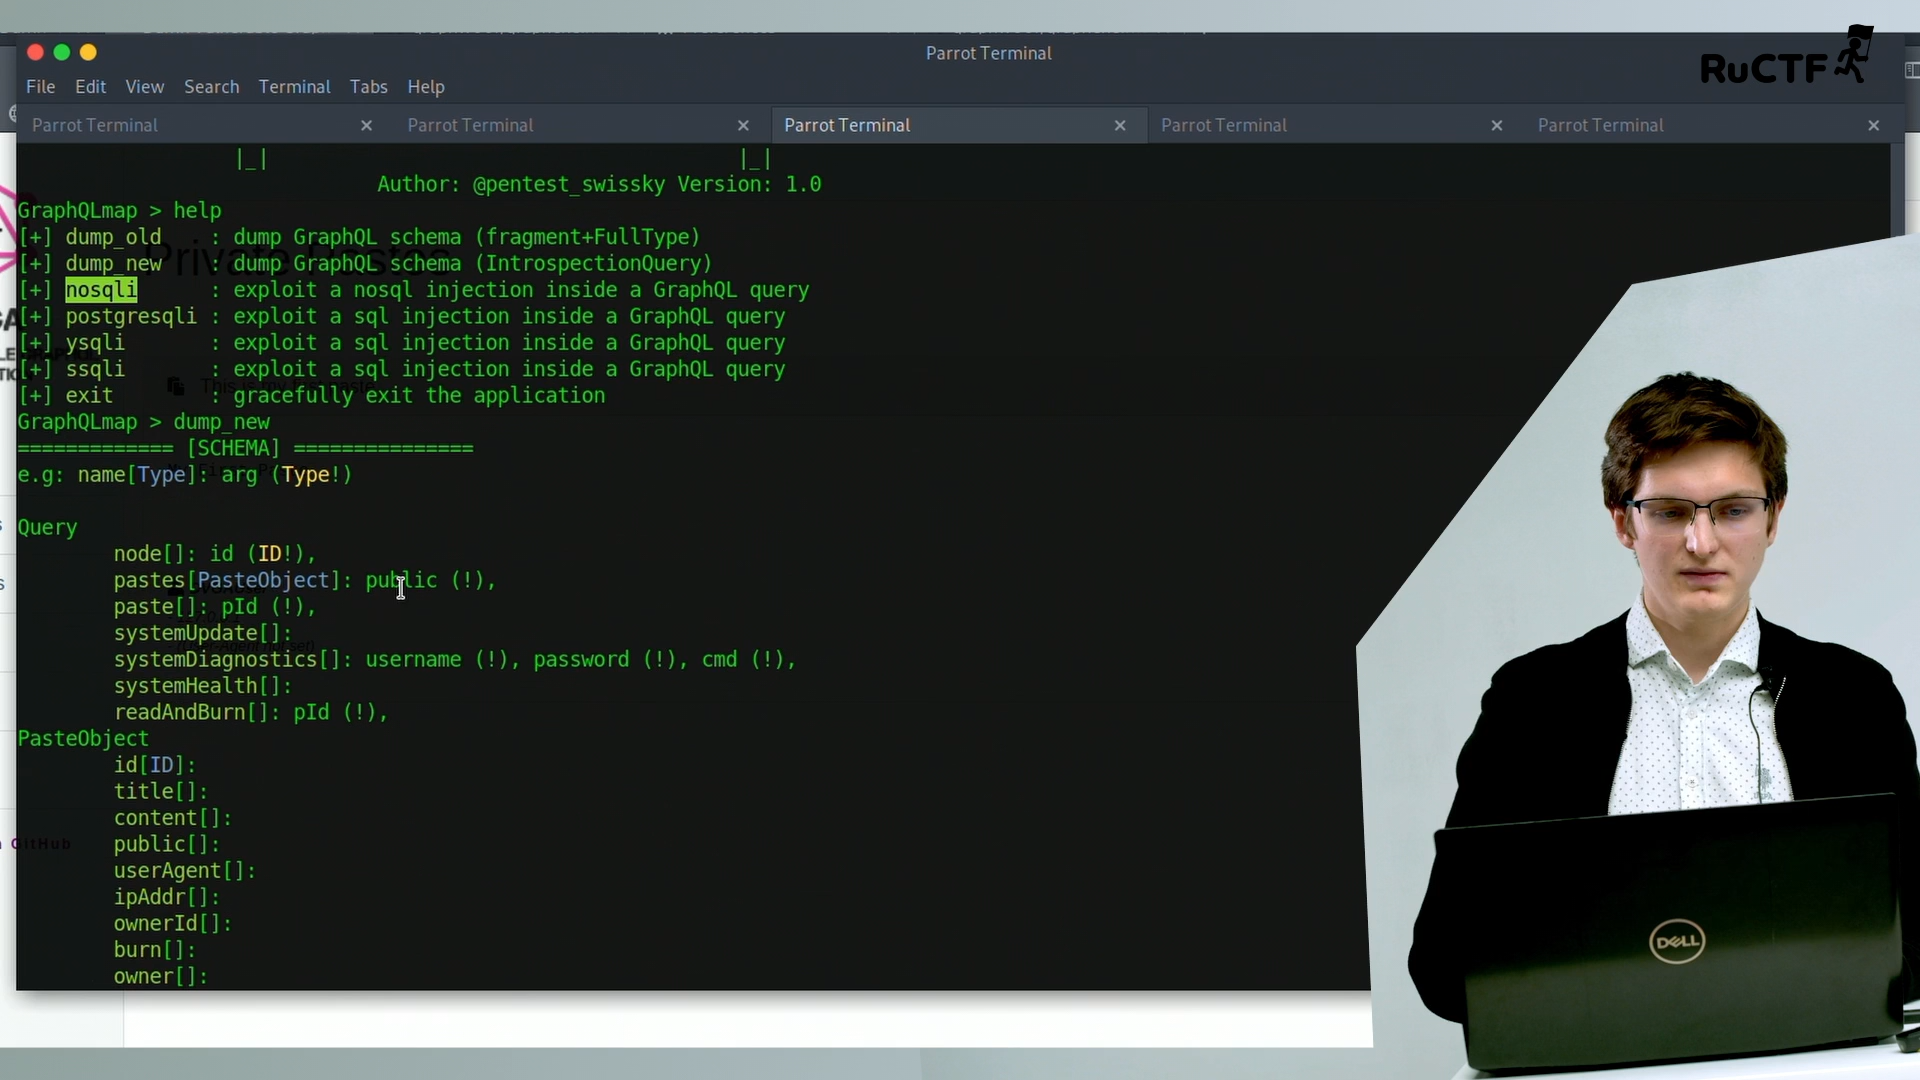 Parrot Terminal
RuCTF
File Edit View Search Terminal Tabs Help
Parrot Terminal × Parrot Terminal × Parrot Terminal × Parrot Terminal × Parrot Terminal ×
|_| |_|
Author: @pentest_swissky Version: 1.0
GraphQLmap > help
[+] dump_old : dump GraphQL schema (fragment+FullType)
[+] dump_new : dump GraphQL schema (IntrospectionQuery)
[+] nosqli : exploit a nosql injection inside a GraphQL query
[+] postgresqli : exploit a sql injection inside a GraphQL query
[+] ysqli : exploit a sql injection inside a GraphQL query
[+] ssqli : exploit a sql injection inside a GraphQL query
[+] exit : gracefully exit the application
GraphQLmap > dump_new
============= [SCHEMA] ===============
e.g: name[Type]: arg (Type!)
Query
node[]: id (ID!),
pastes[PasteObject]: public (!),
paste[]: pId (!),
systemUpdate[]:
systemDiagnostics[]: username (!), password (!), cmd (!),
systemHealth[]:
readAndBurn[]: pId (!),
PasteObject
id[ID]:
title[]:
content[]:
public[]:
userAgent[]:
ipAddr[]:
ownerId[]:
burn[]:
owner[]:
Private Pastes
GitHub
DELL